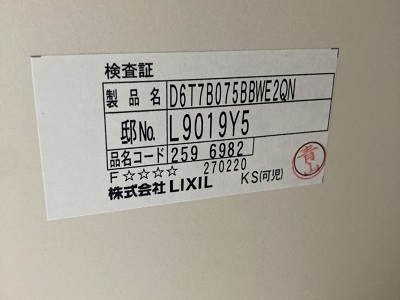 検査証
製品名 D6T7B075BBWE2QN
邸No. L9019Y5
品名コード 259 6982
F☆☆☆☆ 270220
株式会社 LIXIL KS(可児)